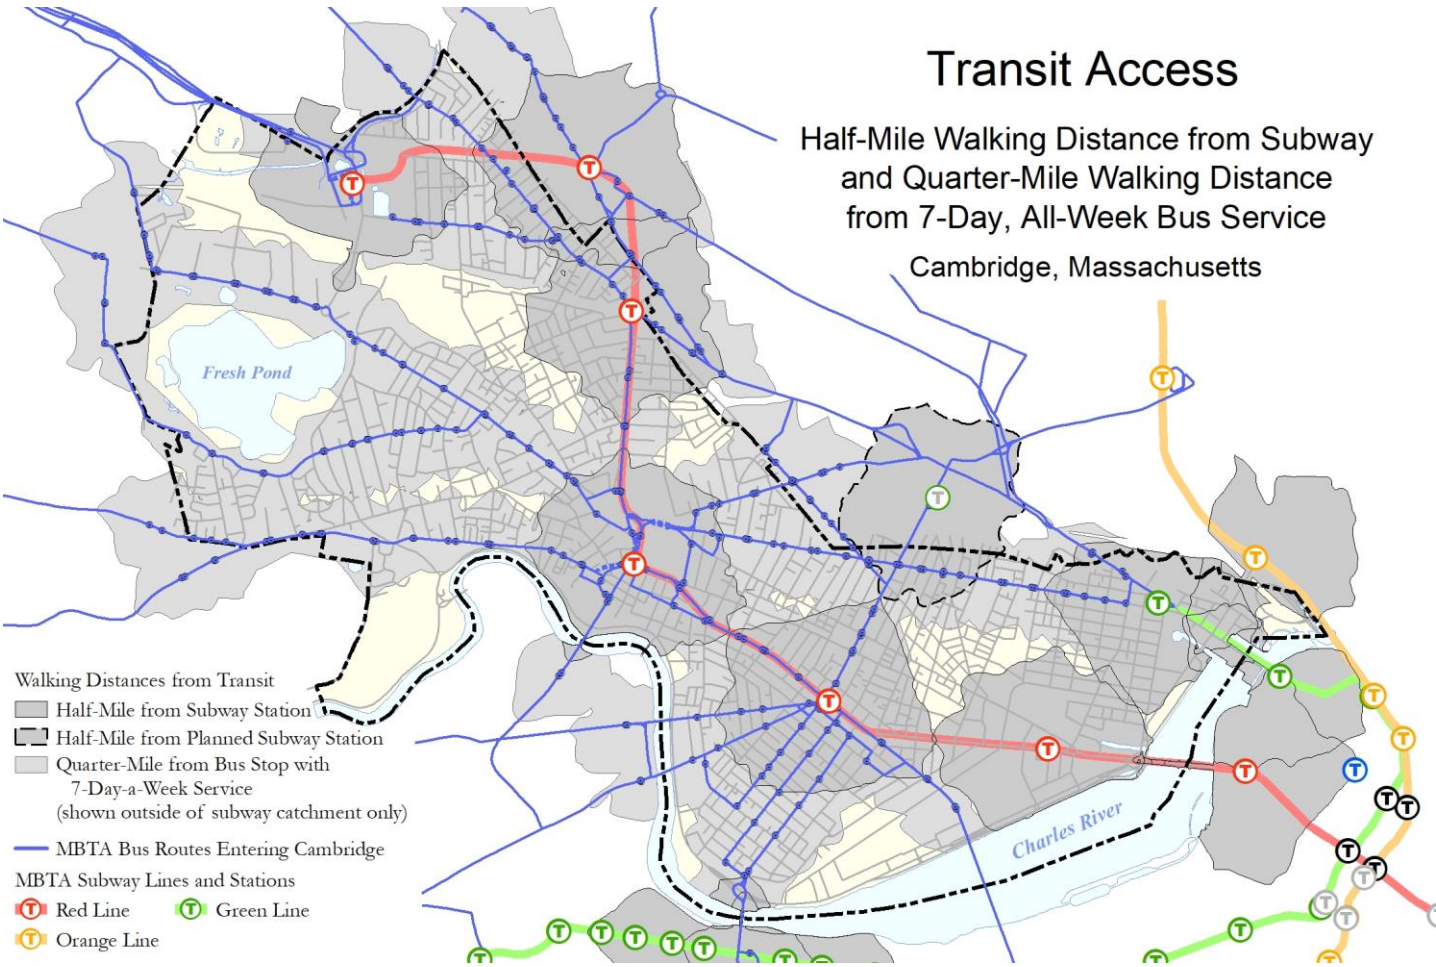 Transit Access
Half-Mile Walking Distance from Subway
and Quarter-Mile Walking Distance
from 7-Day, All-Week Bus Service
Cambridge, Massachusetts
Fresh Pond
Charles River
Walking Distances from Transit
Half-Mile from Subway Station
Half-Mile from Planned Subway Station
Quarter-Mile from Bus Stop with
7-Day-a-Week Service
(shown outside of subway catchment only)
MBTA Bus Routes Entering Cambridge
MBTA Subway Lines and Stations
T Red Line
T Green Line
T Orange Line